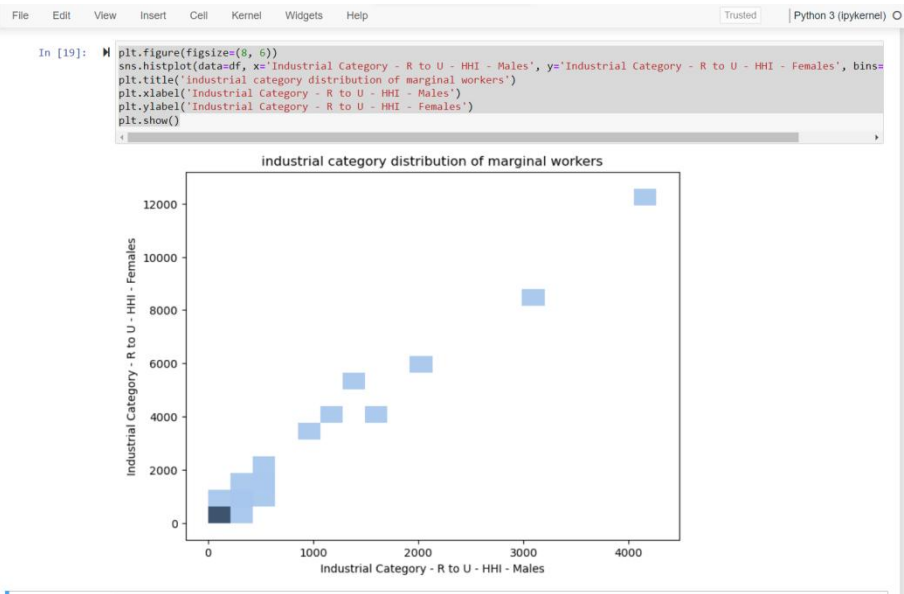 File Edit View Insert Cell Kernel Widgets Help Trusted Python 3 (ipykernel)
In [19]: plt.figure(figsize=(8, 6))
sns.histplot(data=df, x='Industrial Category - R to U - HHI - Males', y='Industrial Category - R to U - HHI - Females', bins=
plt.title('industrial category distribution of marginal workers')
plt.xlabel('Industrial Category - R to U - HHI - Males')
plt.ylabel('Industrial Category - R to U - HHI - Females')
plt.show()
industrial category distribution of marginal workers
Industrial Category - R to U - HHI - Females
12000
10000
8000
6000
4000
2000
0
0 1000 2000 3000 4000
Industrial Category - R to U - HHI - Males